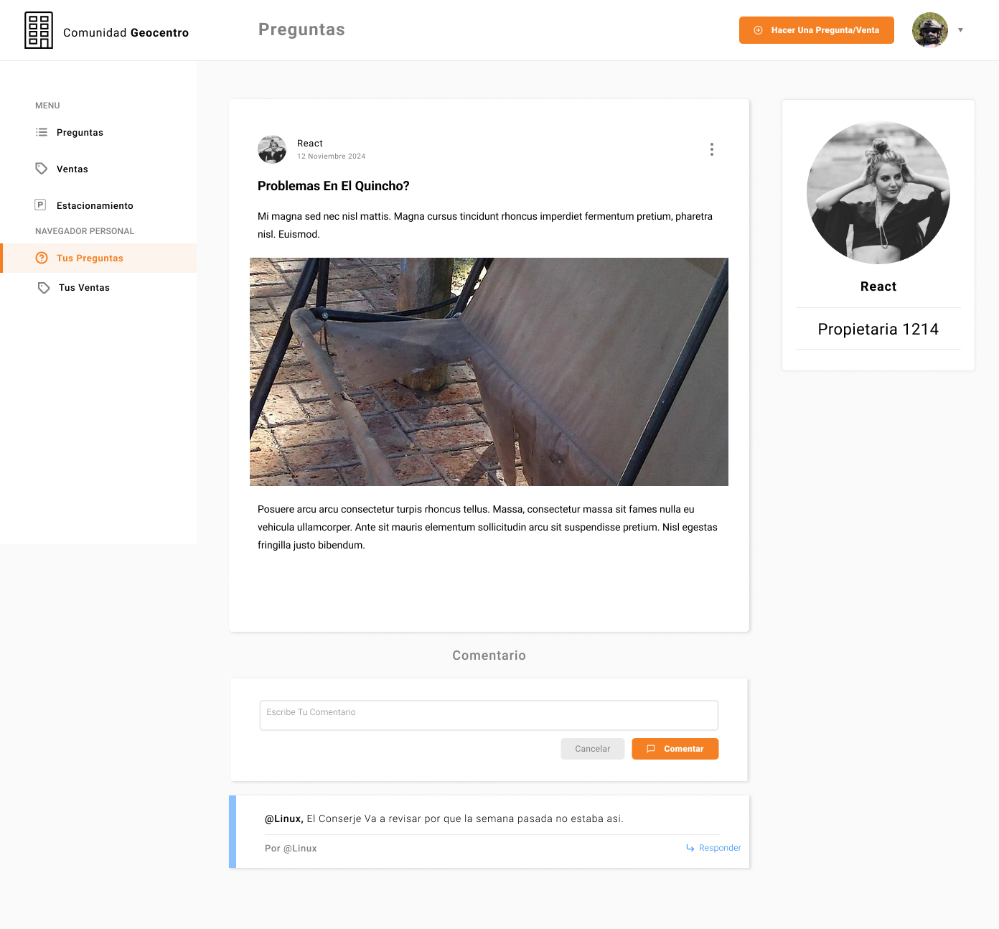 Comunidad Geocentro
Preguntas
Hacer Una Pregunta/Venta
MENU
Preguntas
Ventas
P
Estacionamiento
NAVEGADOR PERSONAL
Tus Preguntas
Tus Ventas
React
12 Noviembre 2024
Problemas En El Quincho?
Mi magna sed nec nisl mattis. Magna cursus tincidunt rhoncus imperdiet fermentum pretium, pharetra
nisl. Euismod.
Posuere arcu arcu consectetur turpis rhoncus tellus. Massa, consectetur massa sit fames nulla eu
vehicula ullamcorper. Ante sit mauris elementum sollicitudin arcu sit suspendisse pretium. Nisl egestas
fringilla justo bibendum.
React
Propietaria 1214
Comentario
Escribe Tu Comentario
Cancelar
Comentar
@Linux, El Conserje Va a revisar por que la semana pasada no estaba asi.
Por @Linux
Responder